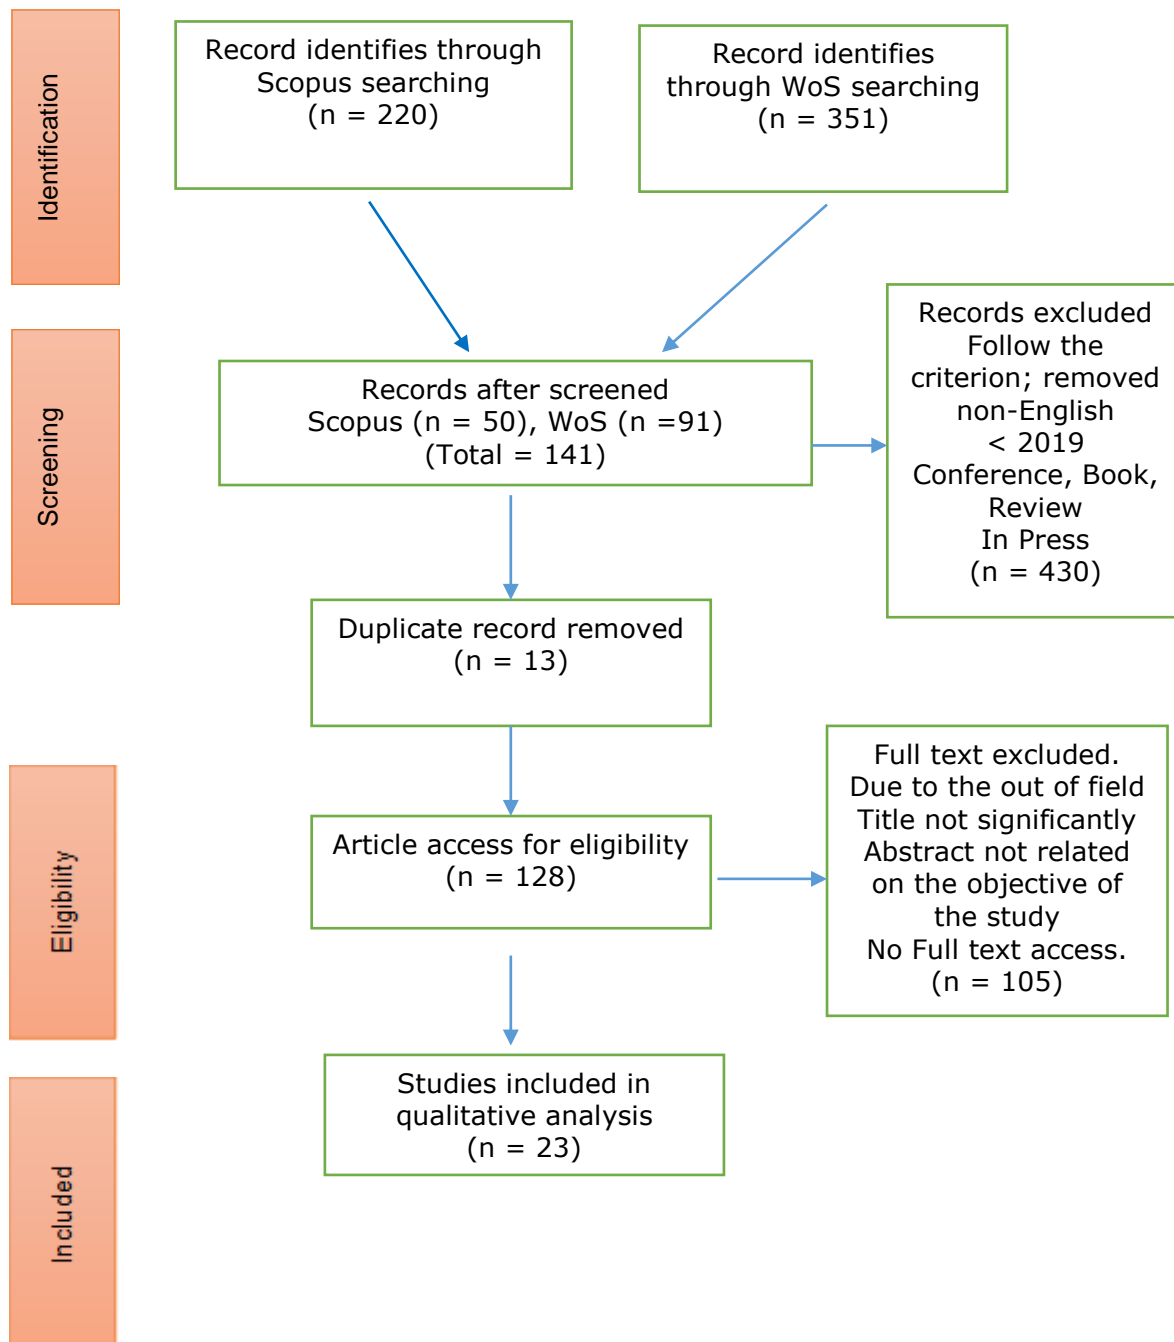 Identification
Record identifies through
Scopus searching
(n = 220)
Record identifies
through WoS searching
(n = 351)
Screening
Records after screened
Scopus (n = 50), WoS (n =91)
(Total = 141)
Records excluded
Follow the
criterion; removed
non-English
< 2019
Conference, Book,
Review
In Press
(n = 430)
Duplicate record removed
(n = 13)
Eligibility
Article access for eligibility
(n = 128)
Full text excluded.
Due to the out of field
Title not significantly
Abstract not related
on the objective of
the study
No Full text access.
(n = 105)
Included
Studies included in
qualitative analysis
(n = 23)